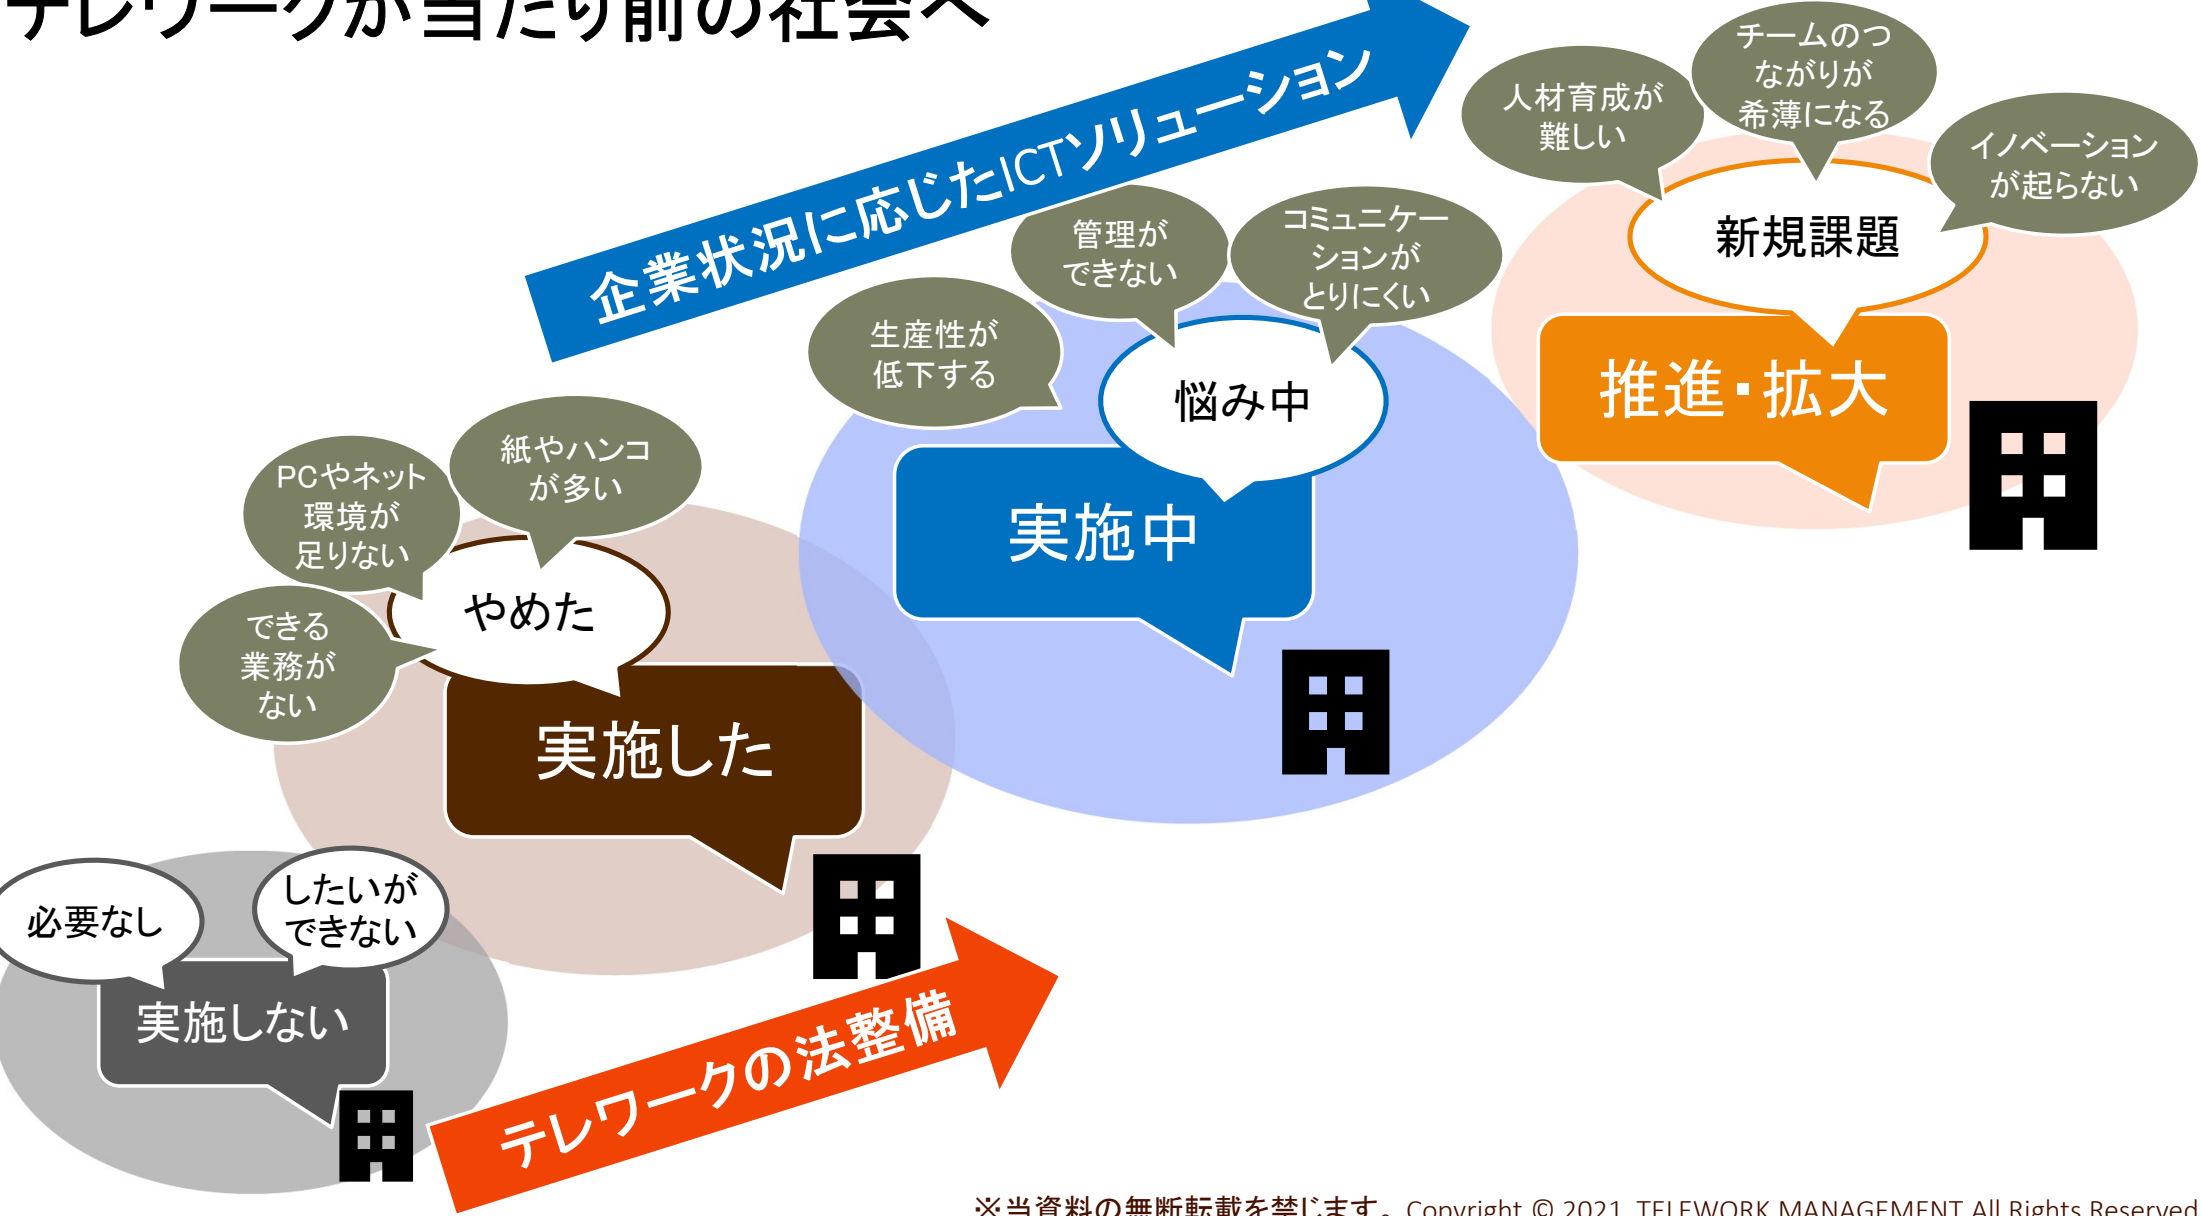 テレワークが当たり前の社会へ
企業状況に応じたICTソリューション
人材育成が
難しい
チームのつ
ながりが
希薄になる
イノベーション
が起らない
新規課題
推進・拡大
生産性が
低下する
管理が
できない
コミュニケー
ションが
とりにくい
悩み中
実施中
できる
業務が
ない
PCやネット
環境が
足りない
紙やハンコ
が多い
やめた
実施した
必要なし
したいが
できない
実施しない
テレワークの法整備
※当資料の無断転載を禁じます。Copyright © 2021 TELEWORK MANAGEMENT All Rights Reserved